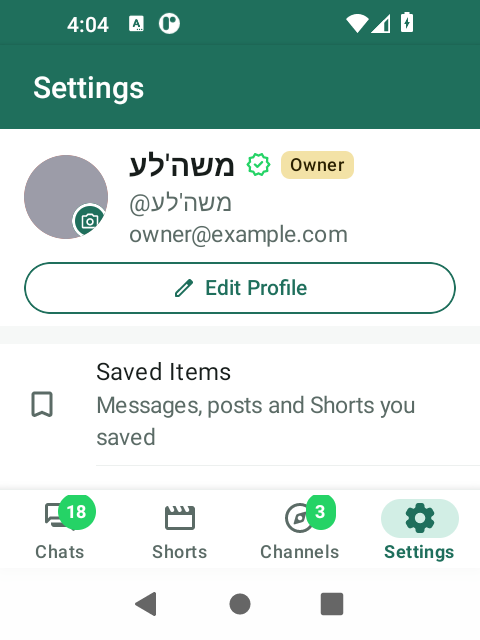 4:04
Settings
משה'לע
Owner
@משה'לע
owner@example.com
Edit Profile
Saved Items
Messages, posts and Shorts you
saved
18
3
Chats
Shorts
Channels
Settings